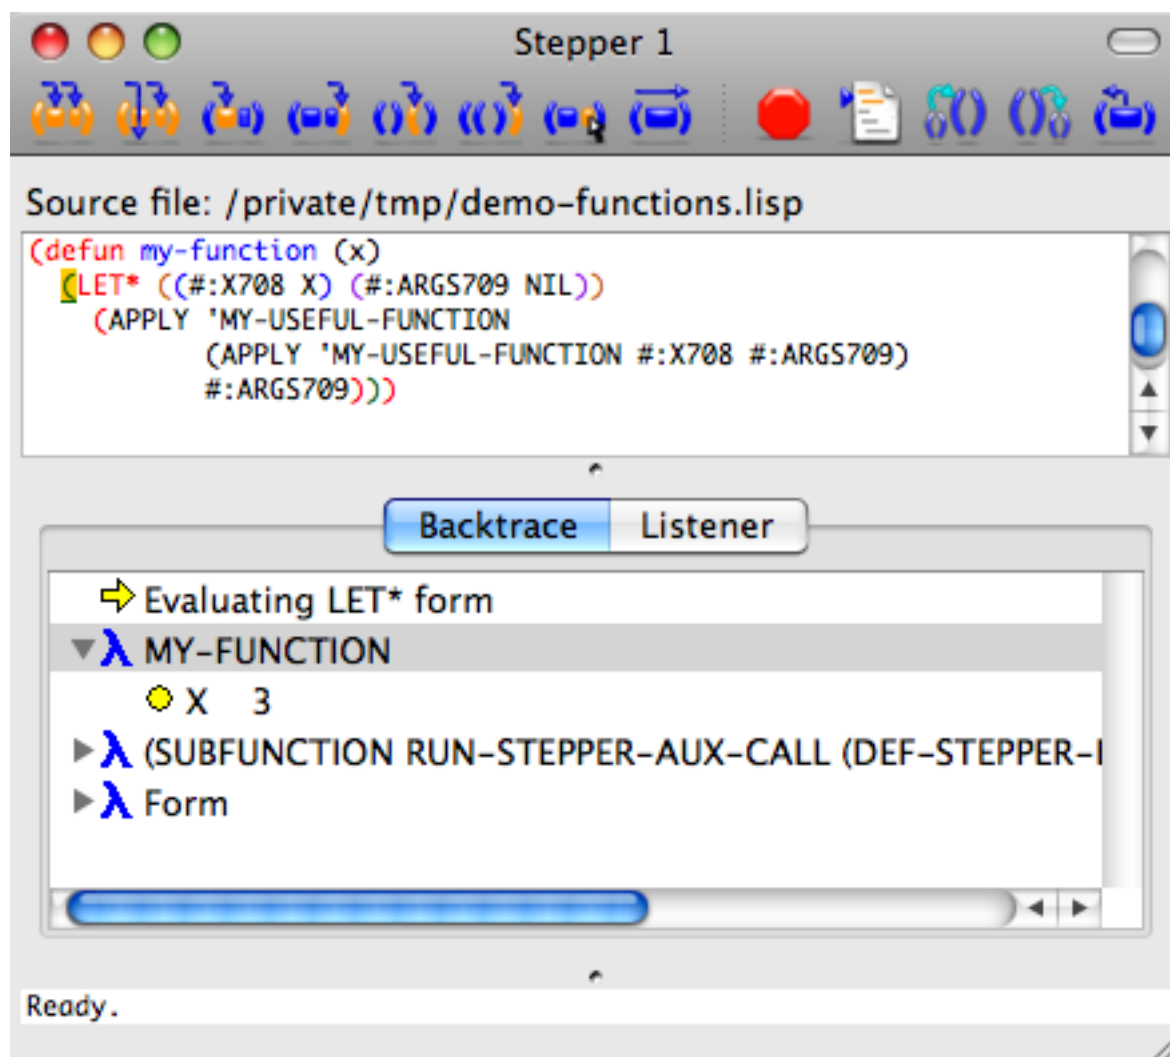 Stepper 1
Source file: /private/tmp/demo-functions.lisp
(defun my-function (x)
(LET* ((#:X708 X) (#:ARGS709 NIL))
(APPLY 'MY-USEFUL-FUNCTION
(APPLY 'MY-USEFUL-FUNCTION #:X708 #:ARGS709)
#:ARGS709)))
Backtrace Listener
Evaluating LET* form
λ MY-FUNCTION
X 3
λ (SUBFUNCTION RUN-STEPPER-AUX-CALL (DEF-STEPPER-
λ Form
Ready.